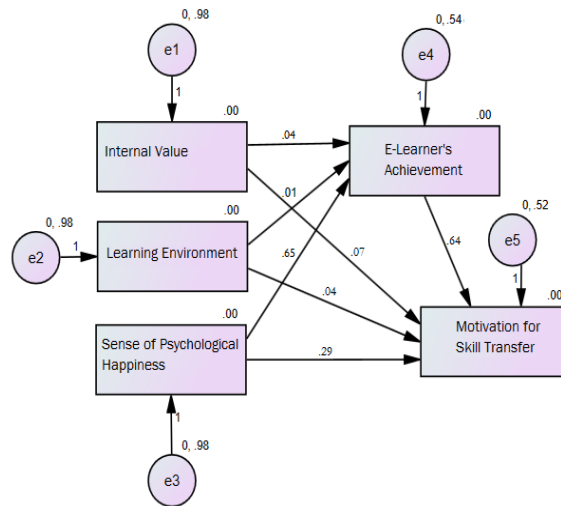 0, .98
e1
1
.00
Internal Value
0, .54
e4
1
.00
E-Learner's
Achievement
.04
.01
.65
.07
.04
.29
.64
0, .98
e2
1
.00
Learning Environment
0, .52
e5
1
.00
Motivation for
Skill Transfer
.00
Sense of Psychological
Happiness
1
0, .98
e3